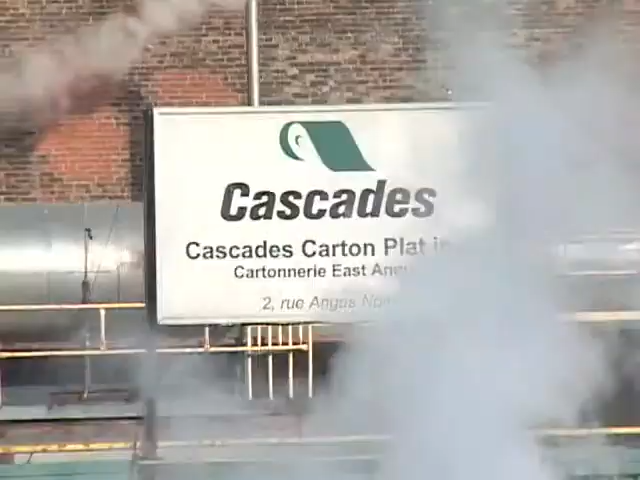 Cascades
Cascades Carton Plat
Cartonnerie East
2, rue Angus